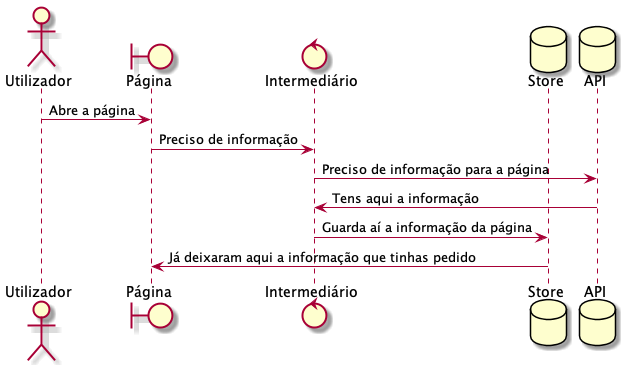 Utilizador Página Intermediário Store API
Abre a página
Preciso de informação
Preciso de informação para a página
Tens aqui a informação
Guarda aí a informação da página
Já deixaram aqui a informação que tinhas pedido
Utilizador Página Intermediário Store API